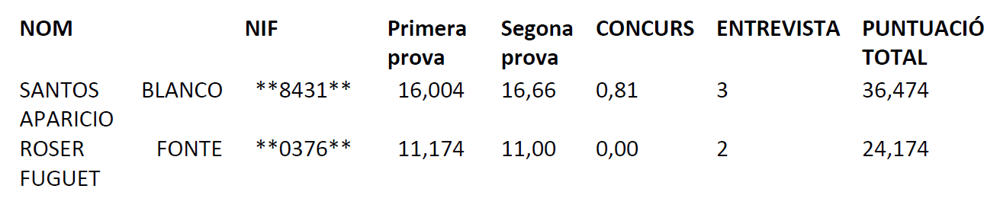 NOM NIF Primera prova Segona prova CONCURS ENTREVISTA PUNTUACIÓ TOTAL
SANTOS BLANCO APARICIO **8431** 16,004 16,66 0,81 3 36,474
ROSER FONTE FUGUET **0376** 11,174 11,00 0,00 2 24,174